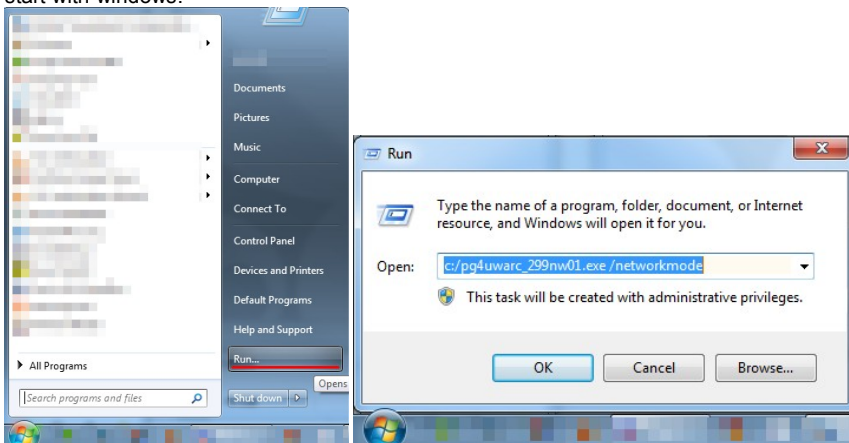 start with windows.
Documents
Pictures
Music
Computer
Connect To
Control Panel
Devices and Printers
Default Programs
Help and Support
Run...
All Programs
Opens
Search programs and files
Shut down
Run
Type the name of a program, folder, document, or Internet
resource, and Windows will open it for you.
Open:
c:/pg4uwarc_299nw01.exe /networkmode
This task will be created with administrative privileges.
OK
Cancel
Browse...